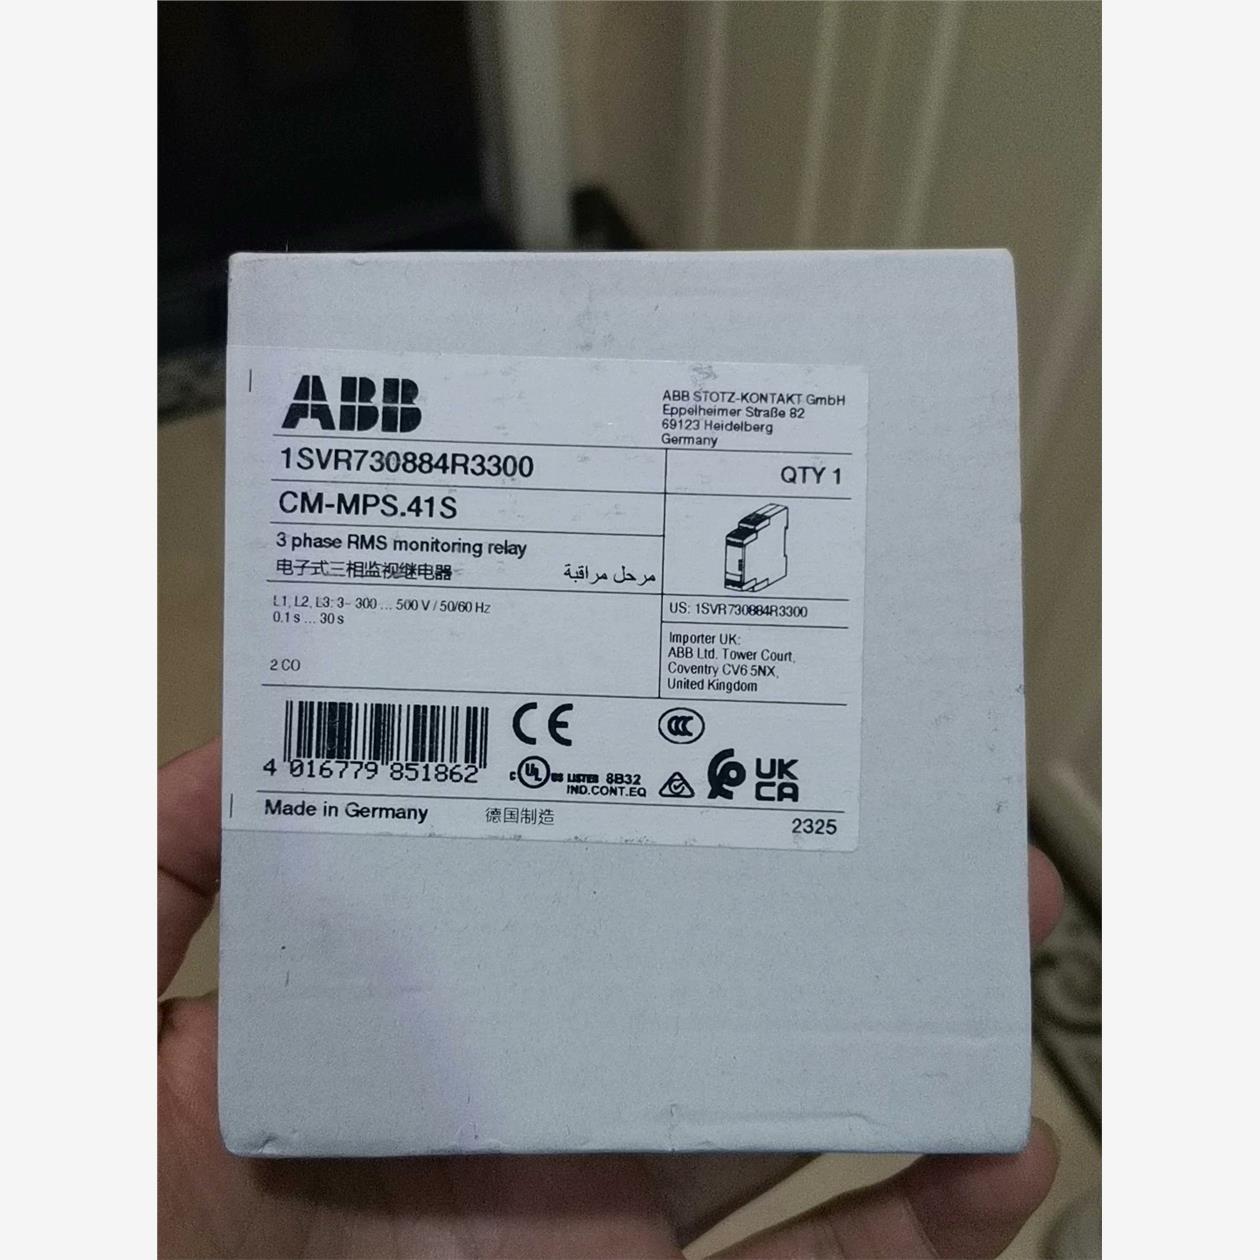 ABB
ABB STOTZ-KONTAKT GmbH
Eppelheimer Straße 82
69123 Heidelberg
Germany
1SVR730884R3300
QTY 1
CM-MPS.41S
3 phase RMS monitoring relay
电子式三相监视继电器
مرحل مراقبة
L1, L2, L3: 3~ 300 ... 500 V / 50/60 Hz
0.1 s ... 30 s
2 CO
US: 1SVR730884R3300
Importer UK:
ABB Ltd. Tower Court,
Coventry CV6 5NX,
United Kingdom
4 016779 851862
CE
CCC
c UL US LISTED 8B32
IND.CONT.EQ
UK
CA
Made in Germany
德国制造
2325